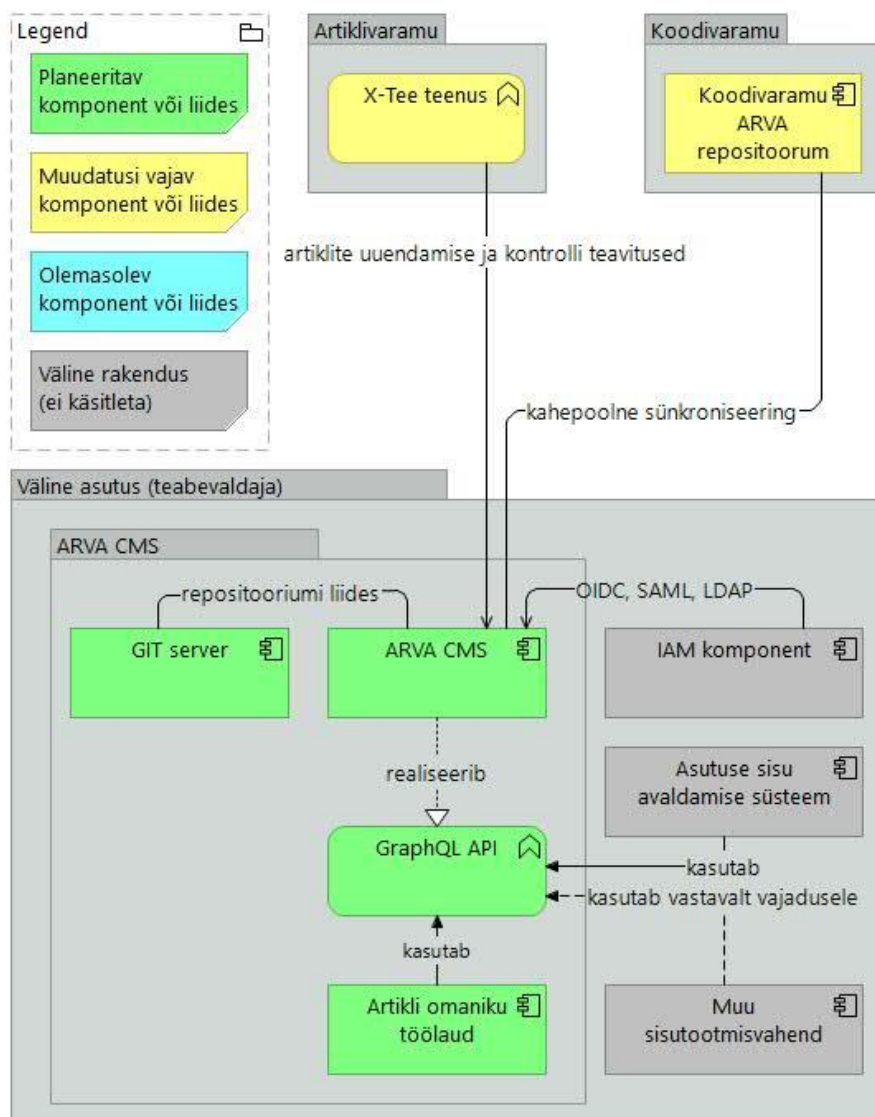 Legend
Planeeritav
komponent või liides
Muudatusi vajav
komponent või liides
Olemasolev
komponent või liides
Väline rakendus
(ei käsitleta)
Artiklivaramu
X-Tee teenus
Koodivaramu
Koodivaramu
ARVA
repositoorum
artiklite uuendamise ja kontrolli teavitused
kahepoolne sünkroniseering
Väline asutus (teabevaldaja)
ARVA CMS
repositooriumi liides
OIDC, SAML, LDAP
GIT server
ARVA CMS
IAM komponent
realiseerib
Asutuse sisu
avaldamise süsteem
GraphQL API
kasutab
kasutab vastavalt vajadusele
kasutab
Artikli omaniku
töölaud
Muu
sisutootmisvahend